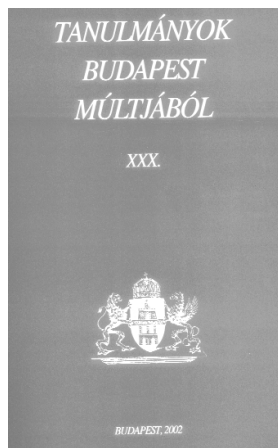 TANULMÁNYOK
BUDAPEST
MÚLTJÁBÓL
XXX.
BUDAPEST, 2002